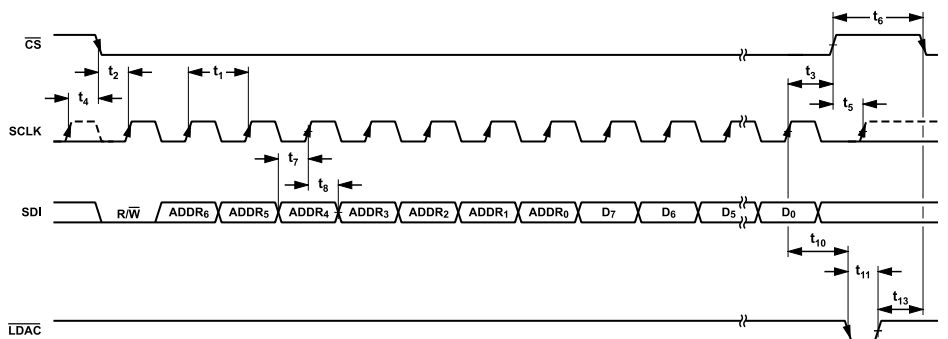 t6
CS
t2
t1
t3
t4
t5
SCLK
t7
t8
SDI
R/W
ADDR6
ADDR5
ADDR4
ADDR3
ADDR2
ADDR1
ADDR0
D7
D6
D5
D0
t10
t11
t13
LDAC